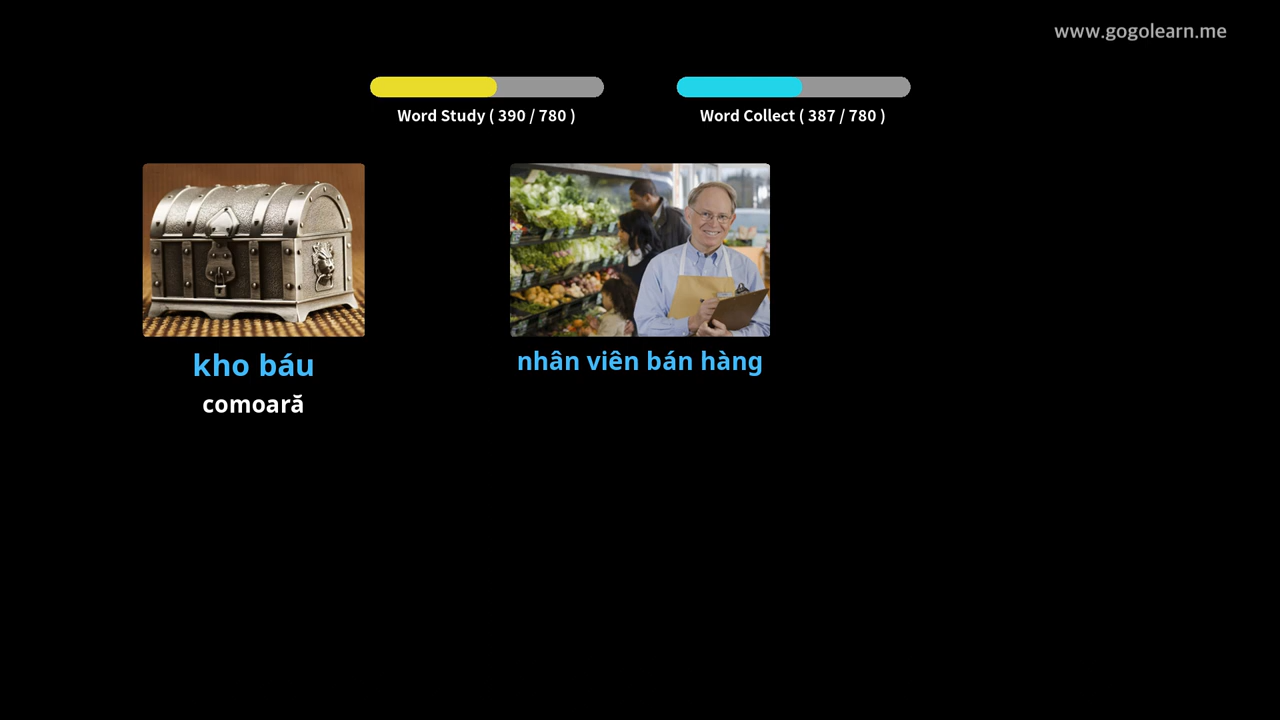 www.gogolearn.me
Word Study ( 390 / 780 )
Word Collect ( 387 / 780 )
kho báu
comoară
nhân viên bán hàng